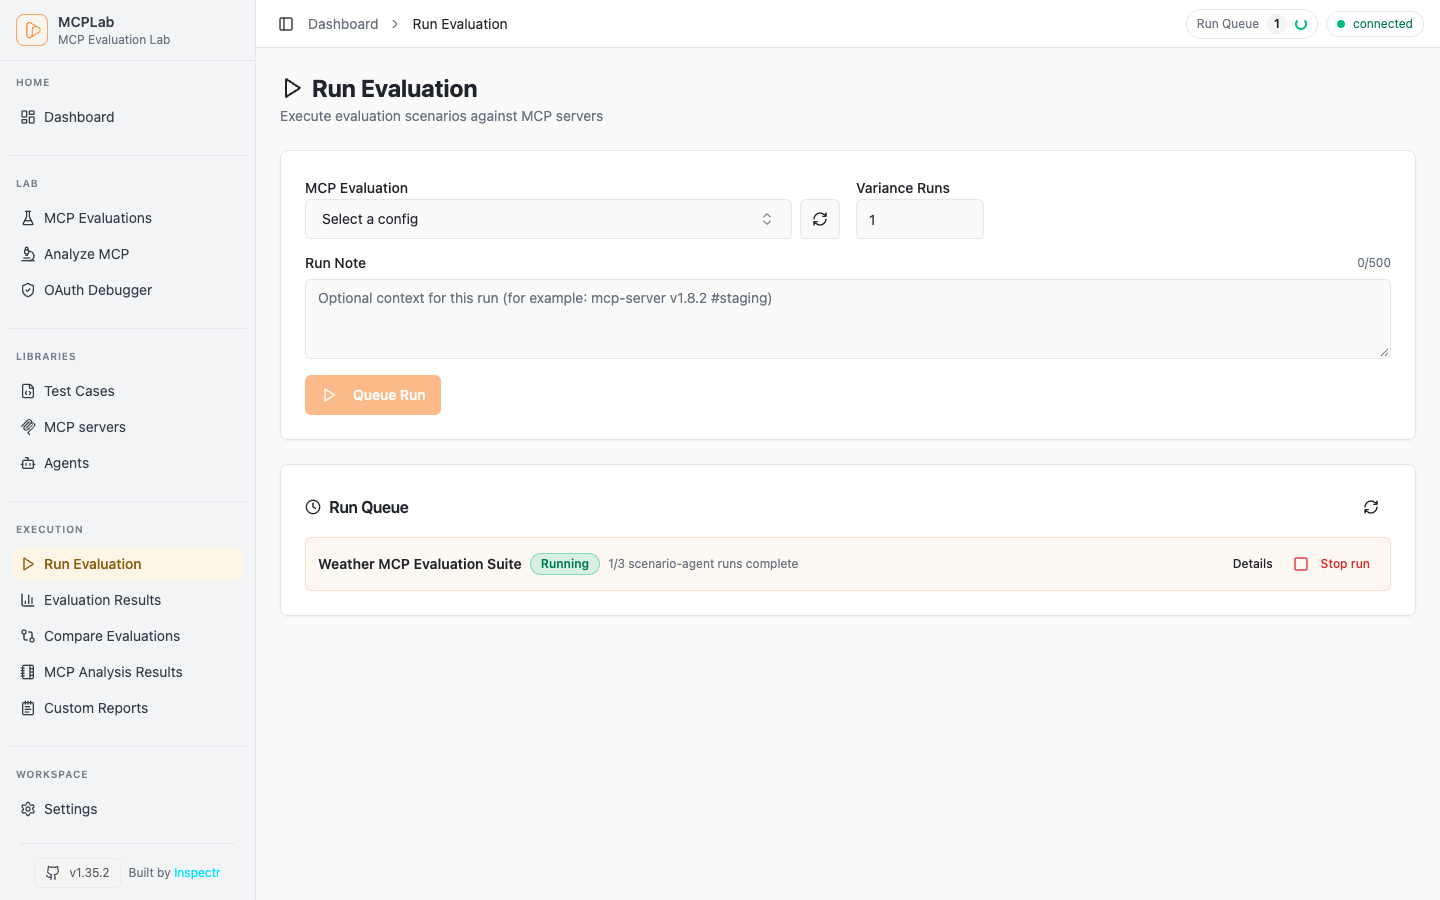 MCPLab
MCP Evaluation Lab
HOME
Dashboard
LAB
MCP Evaluations
Analyze MCP
OAuth Debugger
LIBRARIES
Test Cases
MCP servers
Agents
EXECUTION
Run Evaluation
Evaluation Results
Compare Evaluations
MCP Analysis Results
Custom Reports
WORKSPACE
Settings
v1.35.2 Built by Inspectr
Dashboard > Run Evaluation
Run Queue 1
connected
Run Evaluation
Execute evaluation scenarios against MCP servers
MCP Evaluation
Select a config
Variance Runs
1
Run Note
0/500
Optional context for this run (for example: mcp-server v1.8.2 #staging)
Queue Run
Run Queue
Weather MCP Evaluation Suite Running 1/3 scenario-agent runs complete Details Stop run